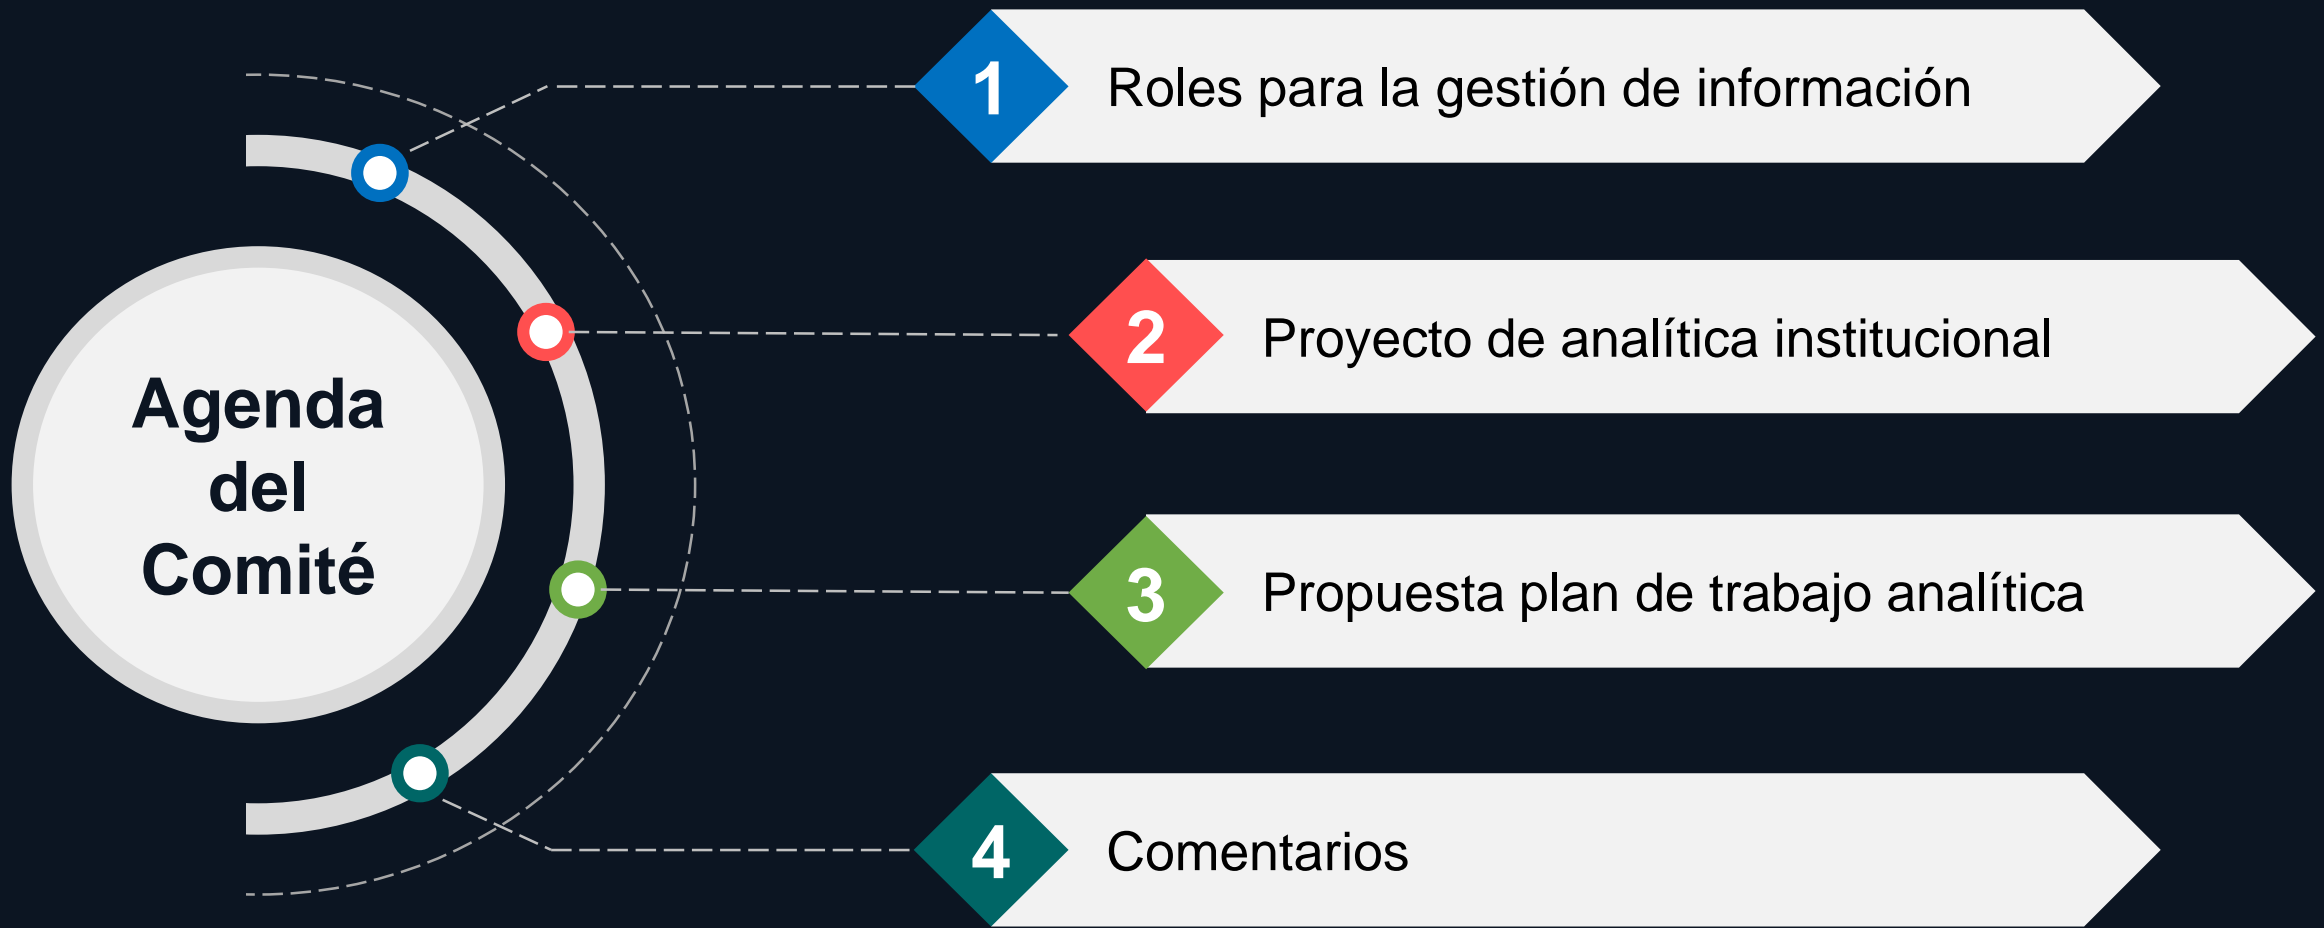 Agenda
del
Comité
1
Roles para la gestión de información
2
Proyecto de analítica institucional
3
Propuesta plan de trabajo analítica
4
Comentarios